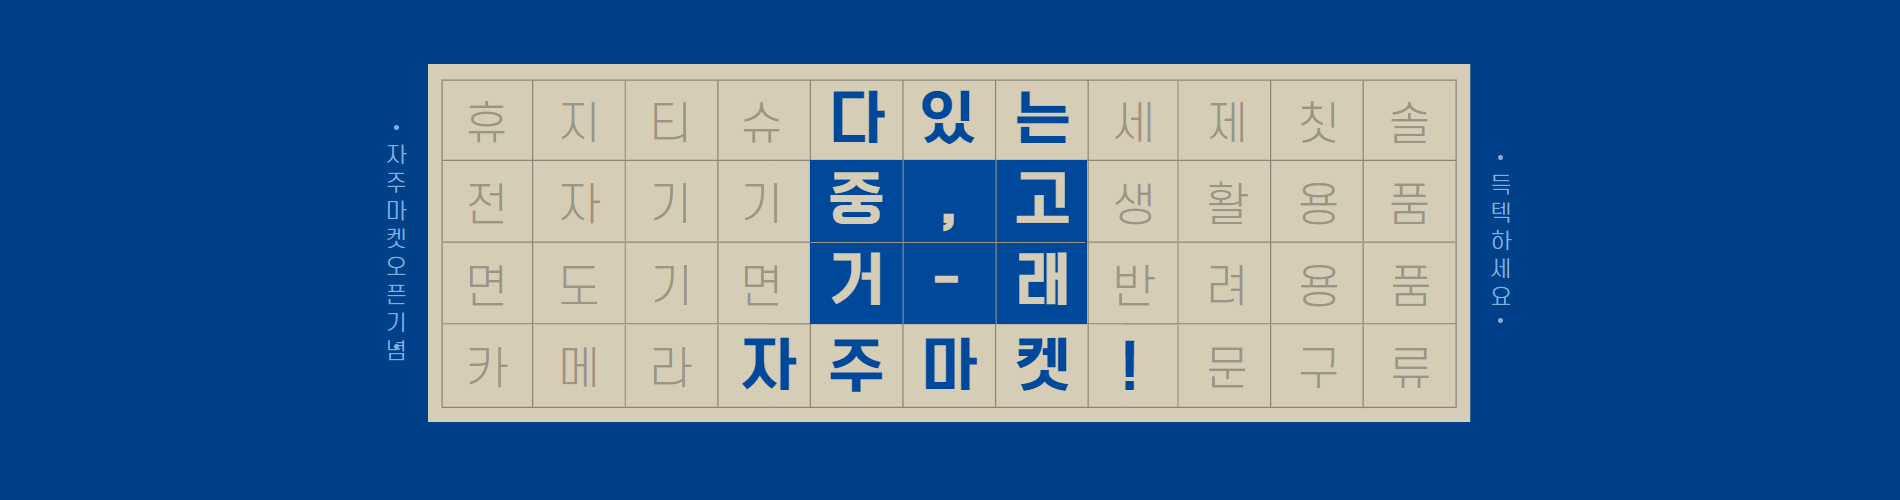 • 자주마켓오픈기념
휴지티슈다있는세제칫솔
전자기기중,고생활용품
면도기면거-래반려용품
카메라자주마켓!문구류
• 득텍하세요 •